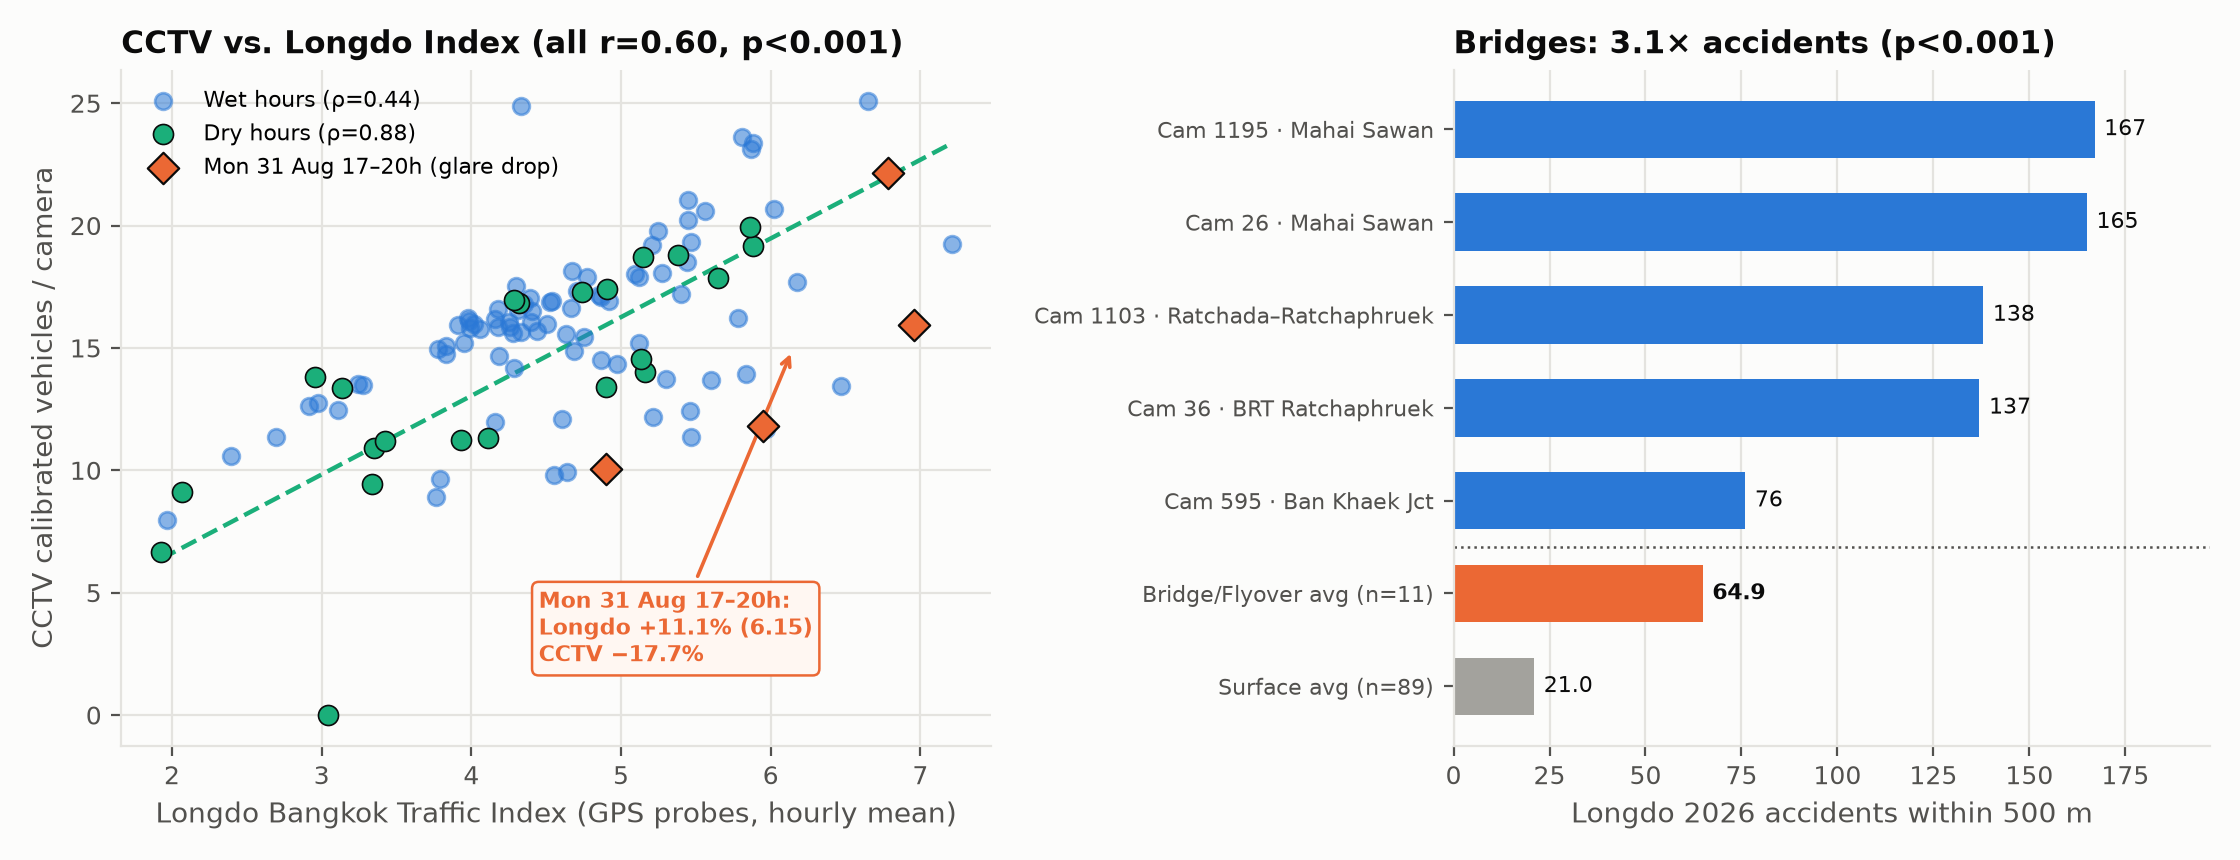 CCTV vs. Longdo Index (all r=0.60, p<0.001)
Wet hours (ρ=0.44)
Dry hours (ρ=0.88)
Mon 31 Aug 17–20h (glare drop)
25
20
15
10
5
0
CCTV calibrated vehicles / camera
Mon 31 Aug 17–20h:
Longdo +11.1% (6.15)
CCTV −17.7%
2 3 4 5 6 7
Longdo Bangkok Traffic Index (GPS probes, hourly mean)
Bridges: 3.1× accidents (p<0.001)
Cam 1195 · Mahai Sawan 167
Cam 26 · Mahai Sawan 165
Cam 1103 · Ratchada–Ratchaphruek 138
Cam 36 · BRT Ratchaphruek 137
Cam 595 · Ban Khaek Jct 76
Bridge/Flyover avg (n=11) 64.9
Surface avg (n=89) 21.0
0 25 50 75 100 125 150 175
Longdo 2026 accidents within 500 m